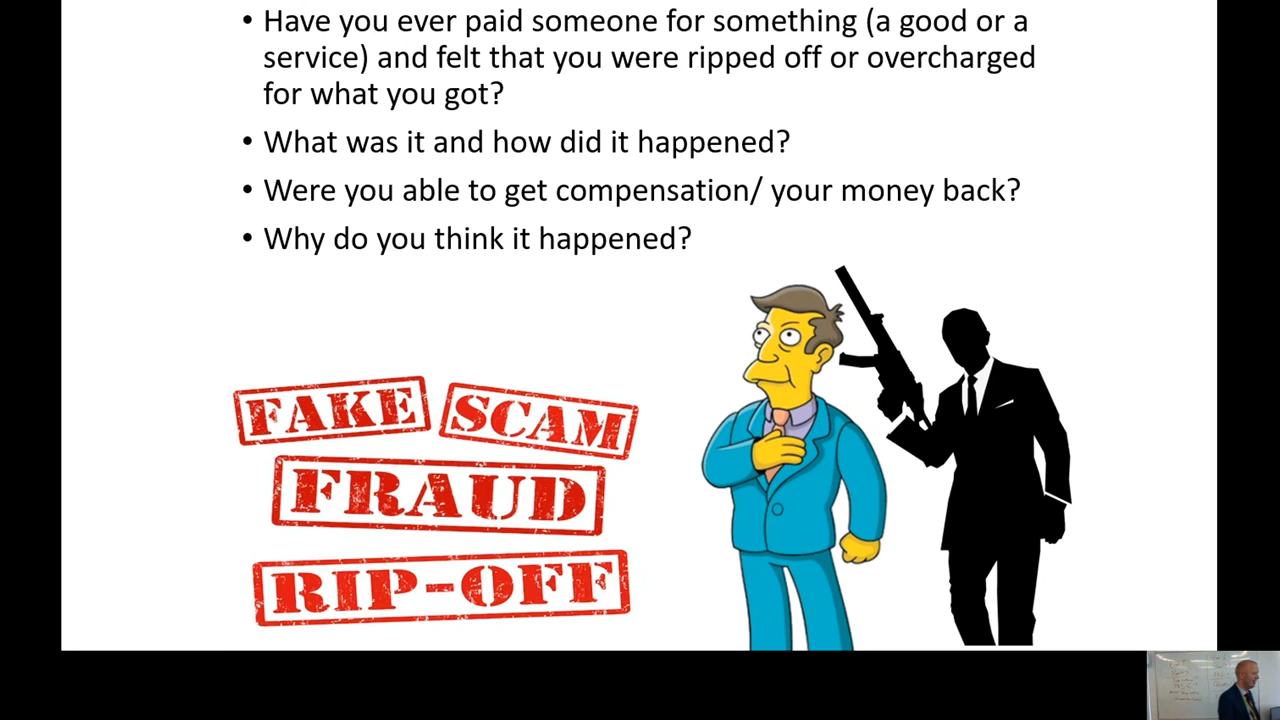 • Have you ever paid someone for something (a good or a
service) and felt that you were ripped off or overcharged
for what you got?
• What was it and how did it happened?
• Were you able to get compensation/ your money back?
• Why do you think it happened?
FAKE SCAM
FRAUD
RIP-OFF